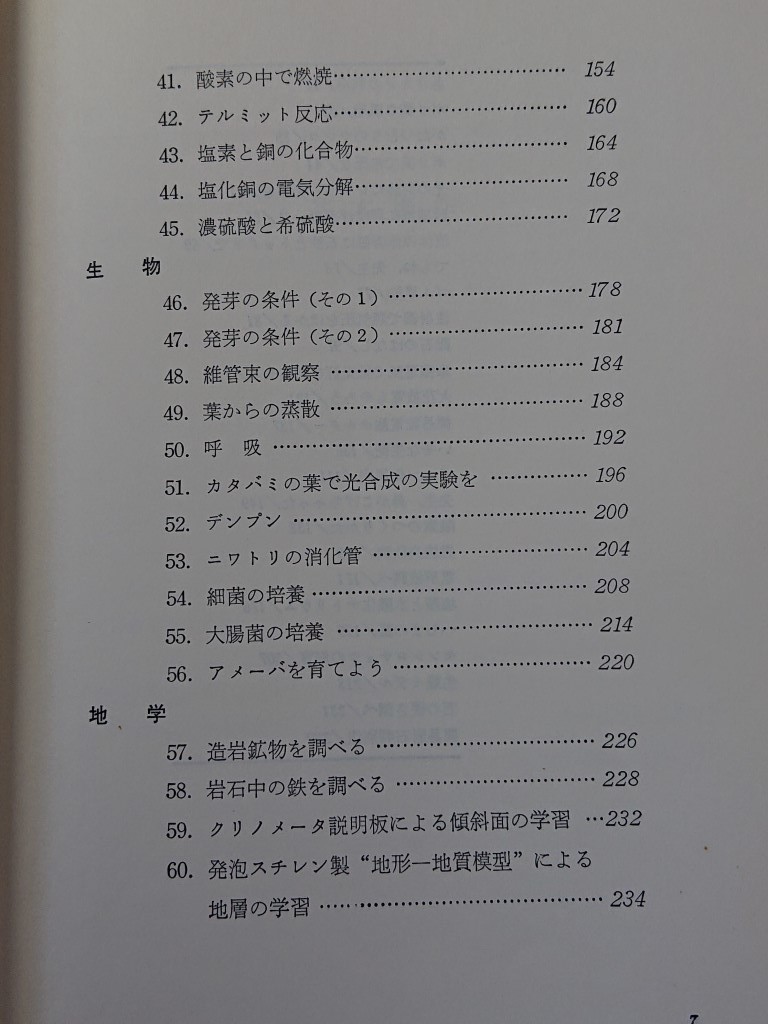 41. 酸素の中で燃焼…………………………… 154
42. テルミット反応…………………………… 160
43. 塩素と銅の化合物………………………… 164
44. 塩化銅の電気分解………………………… 168
45. 濃硫酸と希硫酸…………………………… 172
生　物
46. 発芽の条件（その１）……………………… 178
47. 発芽の条件（その２）……………………… 181
48. 維管束の観察 …………………………… 184
49. 葉からの蒸散 …………………………… 188
50. 呼　吸 …………………………………… 192
51. カタバミの葉で光合成の実験を ………… 196
52. デンプン ………………………………… 200
53. ニワトリの消化管 ………………………… 204
54. 細菌の培養………………………………… 208
55. 大腸菌の培養 …………………………… 214
56. アメーバを育てよう ……………………… 220
地　学
57. 造岩鉱物を調べる ………………………… 226
58. 岩石中の鉄を調べる ……………………… 228
59. クリノメータ説明板による傾斜面の学習 …232
60. 発泡スチレン製“地形―地質模型”による
地層の学習 ………………………………… 234
7